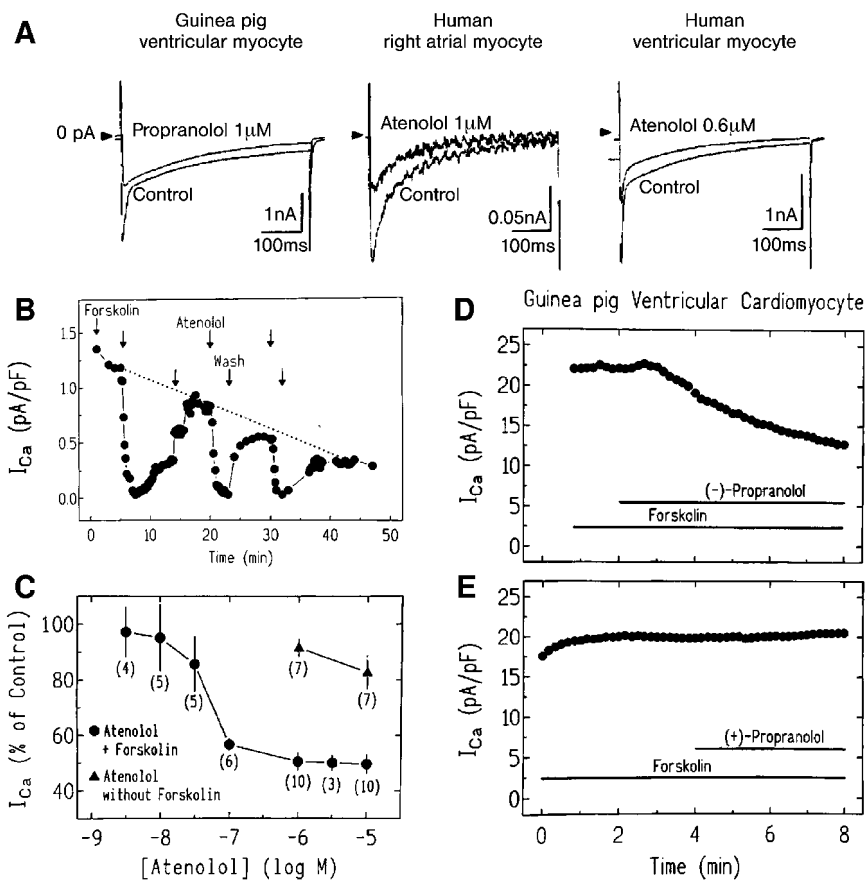 A
Guinea pig
ventricular myocyte
Human
right atrial myocyte
Human
ventricular myocyte
0 pA
Propranolol 1µM
Control
1nA
100ms
Atenolol 1µM
Control
0.05nA
100ms
Atenolol 0.6µM
Control
1nA
100ms
B
Forskolin
Atenolol
Wash
I_Ca (pA/pF)
1.5
1.0
0.5
0.0
0 10 20 30 40 50
Time (min)
C
I_Ca (% of Control)
100
80
60
40
(4)
(5)
(5)
(6)
(10)
(3)
(10)
(7)
(7)
Atenolol
+ Forskolin
Atenolol
without Forskolin
-9 -8 -7 -6 -5
[Atenolol] (log M)
D
Guinea pig Ventricular Cardiomyocyte
I_Ca (pA/pF)
25
20
15
10
5
0
(-)-Propranolol
Forskolin
E
I_Ca (pA/pF)
25
20
15
10
5
0
(+)-Propranolol
Forskolin
0 2 4 6 8
Time (min)